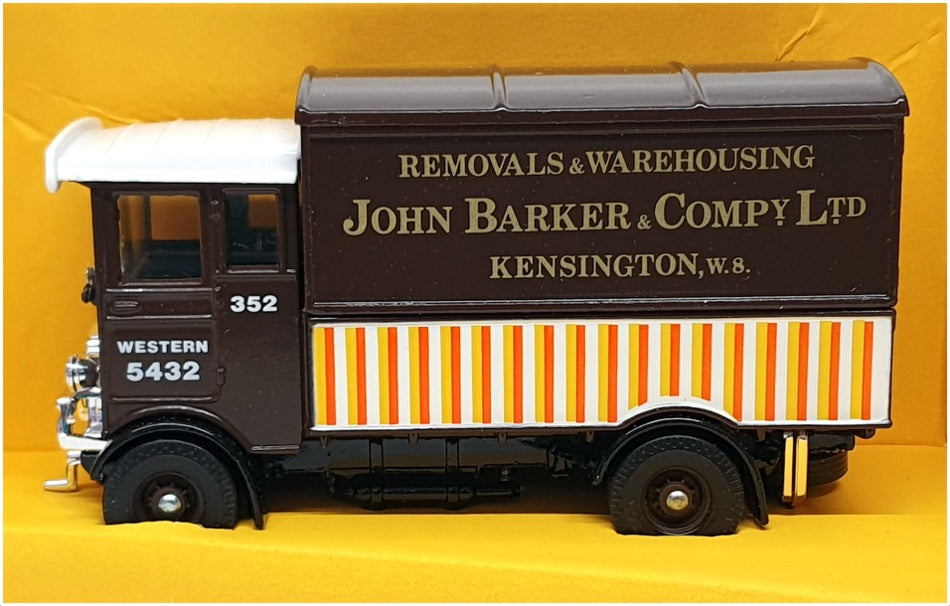 REMOVALS & WAREHOUSING
JOHN BARKER & COMPY LTD
KENSINGTON, W.8.
352
WESTERN
5432